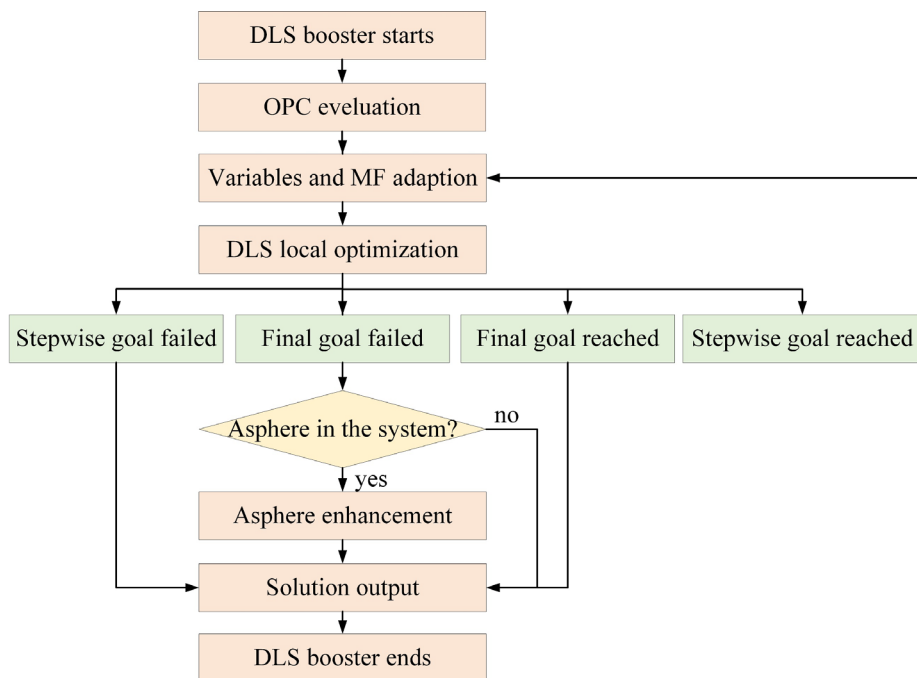 DLS booster starts
OPC eveluation
Variables and MF adaption
DLS local optimization
Stepwise goal failed
Final goal failed
Final goal reached
Stepwise goal reached
Asphere in the system?
no
yes
Asphere enhancement
Solution output
DLS booster ends